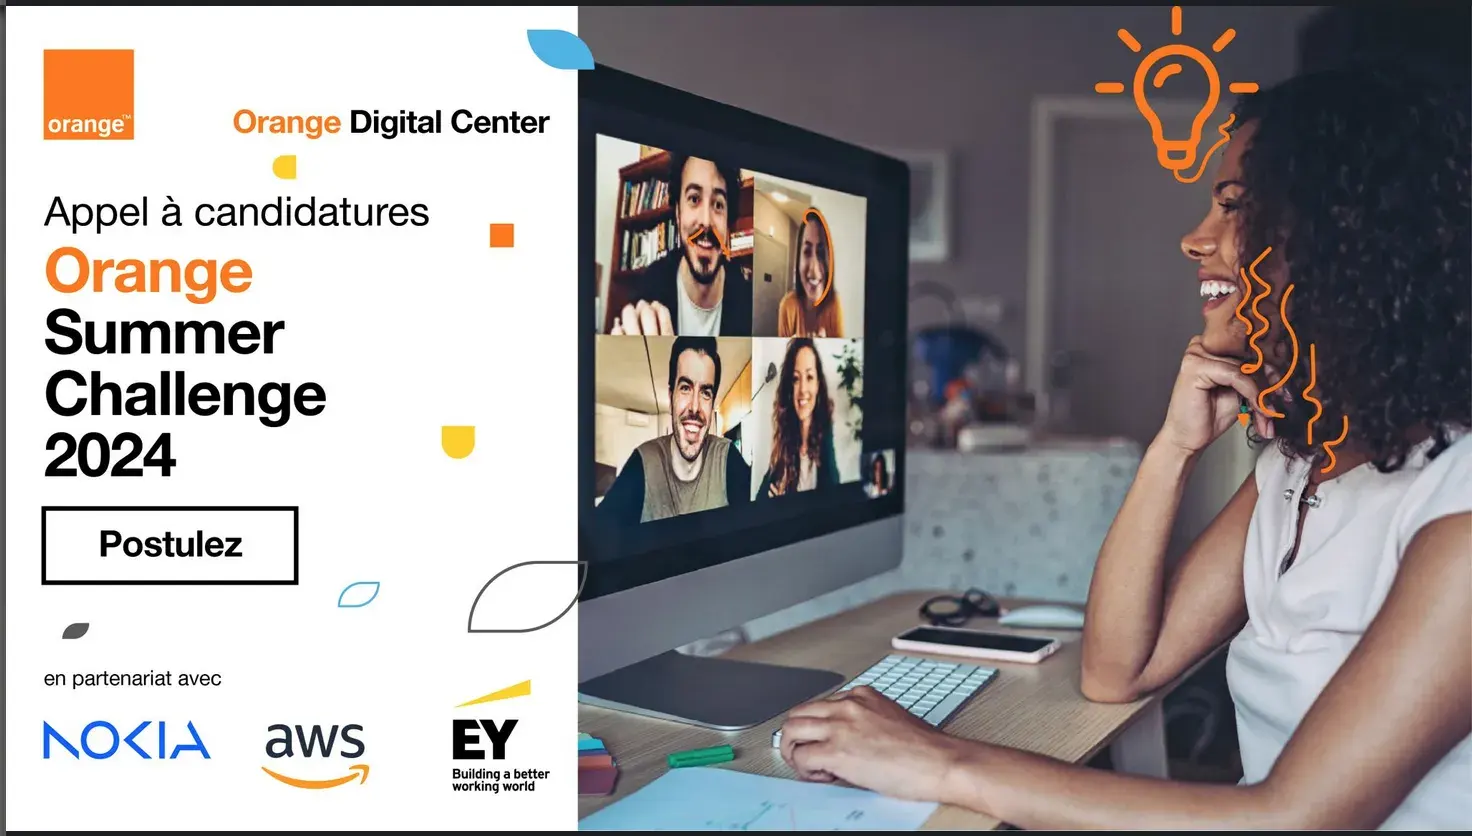 orange™
Orange Digital Center
Appel à candidatures
Orange
Summer
Challenge
2024
Postulez
en partenariat avec
NOKIA
aws
EY
Building a better
working world